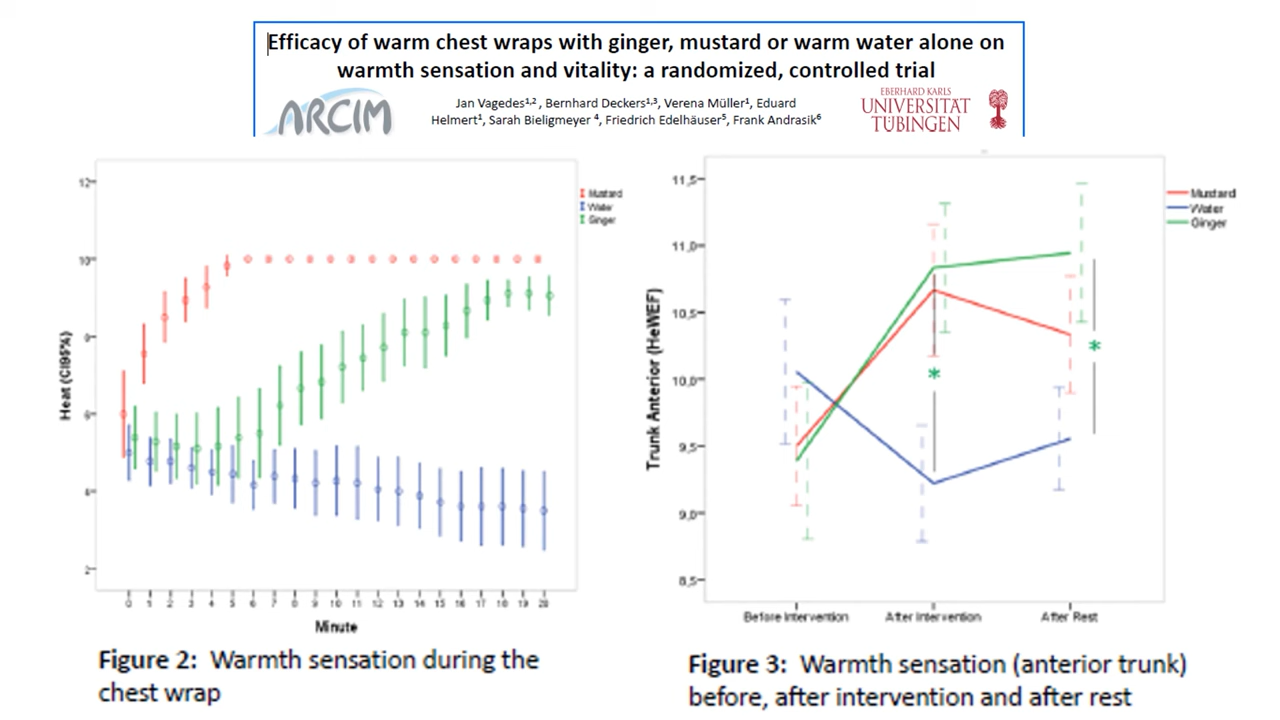 Efficacy of warm chest wraps with ginger, mustard or warm water alone on
warmth sensation and vitality: a randomized, controlled trial
ARCIM
Jan Vagedes1,2 , Bernhard Deckers1,3, Verena Müller1, Eduard
Helmert1, Sarah Bieligmeyer 4, Friedrich Edelhäuser5, Frank Andrasik6
EBERHARD KARLS
UNIVERSITÄT
TÜBINGEN
12
10
8
6
4
2
Heat (CI95%)
0 1 2 3 4 5 6 7 8 9 10 11 12 13 14 15 16 17 18 19 20
Minute
Mustard
Water
Ginger
Figure 2: Warmth sensation during the
chest wrap
11,5
11,0
10,5
10,0
9,5
9,0
8,5
Trunk Anterior (HeWEF)
*
*
Before Intervention After Intervention After Rest
Mustard
Water
Ginger
Figure 3: Warmth sensation (anterior trunk)
before, after intervention and after rest